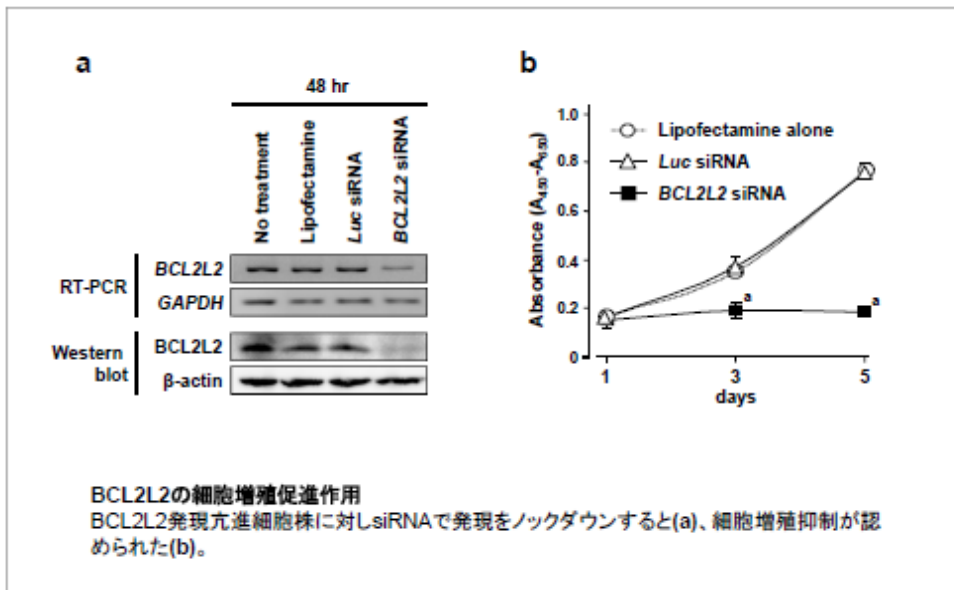 a
48 hr
No treatment
Lipofectamine
Luc siRNA
BCL2L2 siRNA
RT-PCR
BCL2L2
GAPDH
Western
blot
BCL2L2
β-actin
b
Absorbance (A450-A650)
1.0
0.8
0.6
0.4
0.2
0
Lipofectamine alone
Luc siRNA
BCL2L2 siRNA
a
a
1
3
5
days
BCL2L2の細胞増殖促進作用
BCL2L2発現亢進細胞株に対しsiRNAで発現をノックダウンすると(a)、細胞増殖抑制が認
められた(b)。